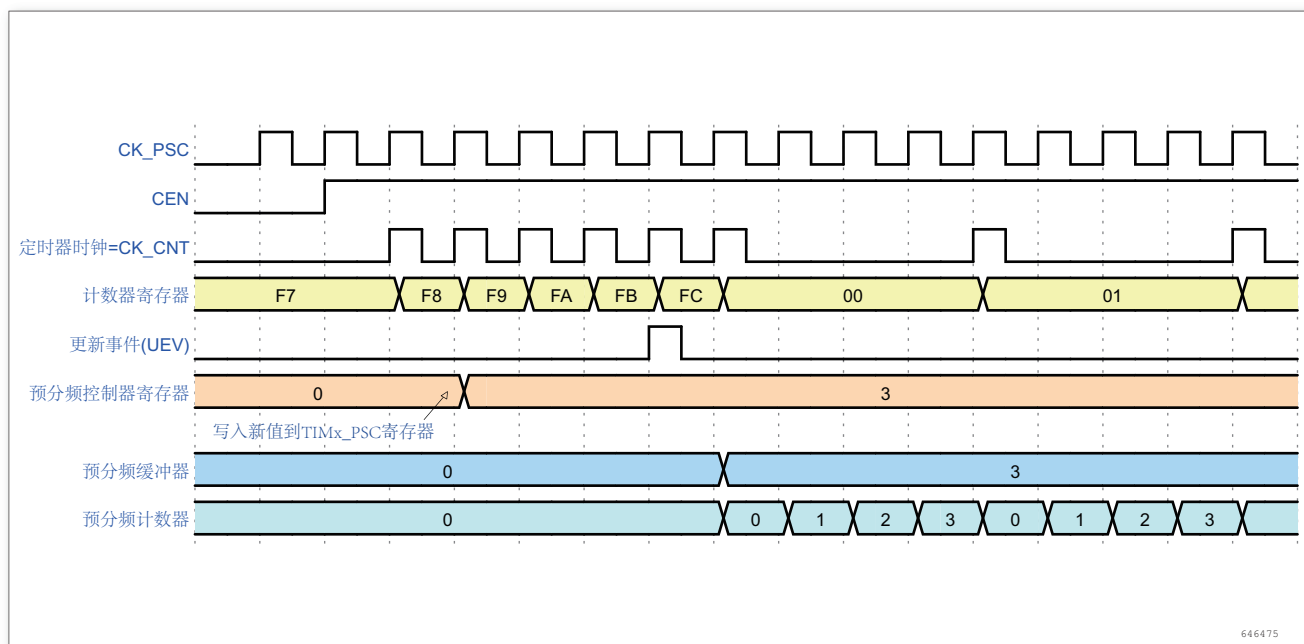 CK_PSC
CEN
定时器时钟=CK_CNT
计数器寄存器 F7 F8 F9 FA FB FC 00 01
更新事件(UEV)
预分频控制器寄存器 0 3
写入新值到TIMx_PSC寄存器
预分频缓冲器 0 3
预分频计数器 0 0 1 2 3 0 1 2 3
646475